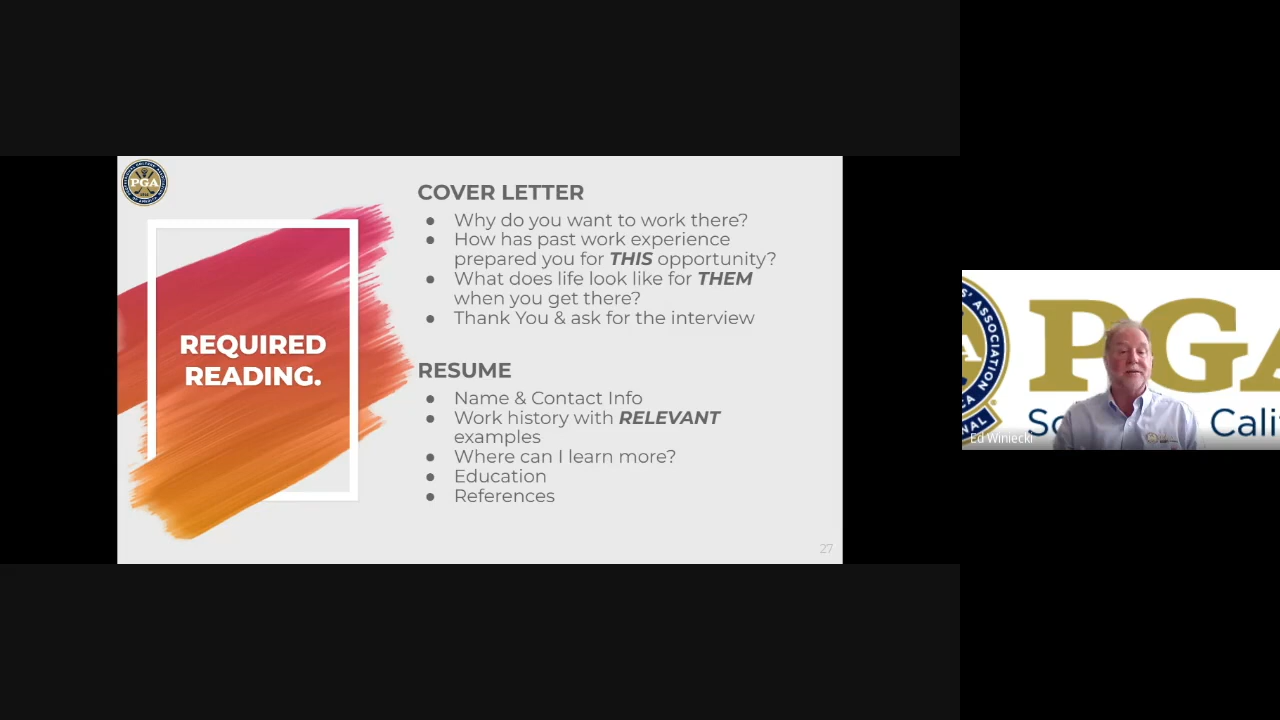 PGA
REQUIRED
READING.
COVER LETTER
● Why do you want to work there?
● How has past work experience
prepared you for THIS opportunity?
● What does life look like for THEM
when you get there?
● Thank You & ask for the interview
RESUME
● Name & Contact Info
● Work history with RELEVANT
examples
● Where can I learn more?
● Education
● References
27
PGA
S' ASSOCIATION
Ed Winiecki